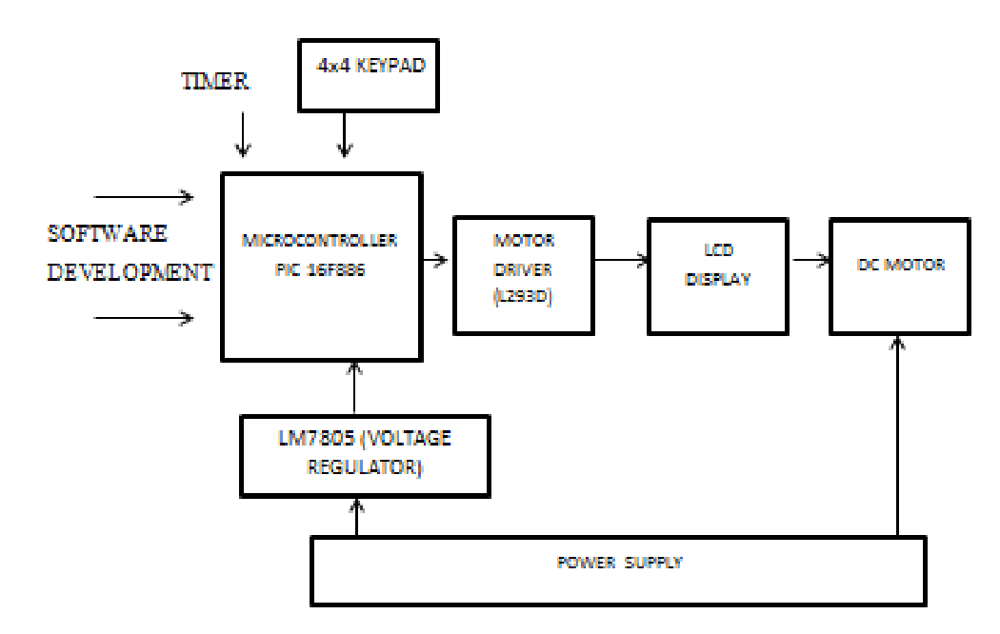 4x4 KEYPAD
TIMER
SOFTWARE
DEVELOPMENT
MICROCONTROLLER
PIC 16F886
MOTOR
DRIVER
(L293D)
LCD
DISPLAY
DC MOTOR
LM7805 (VOLTAGE
REGULATOR)
POWER SUPPLY